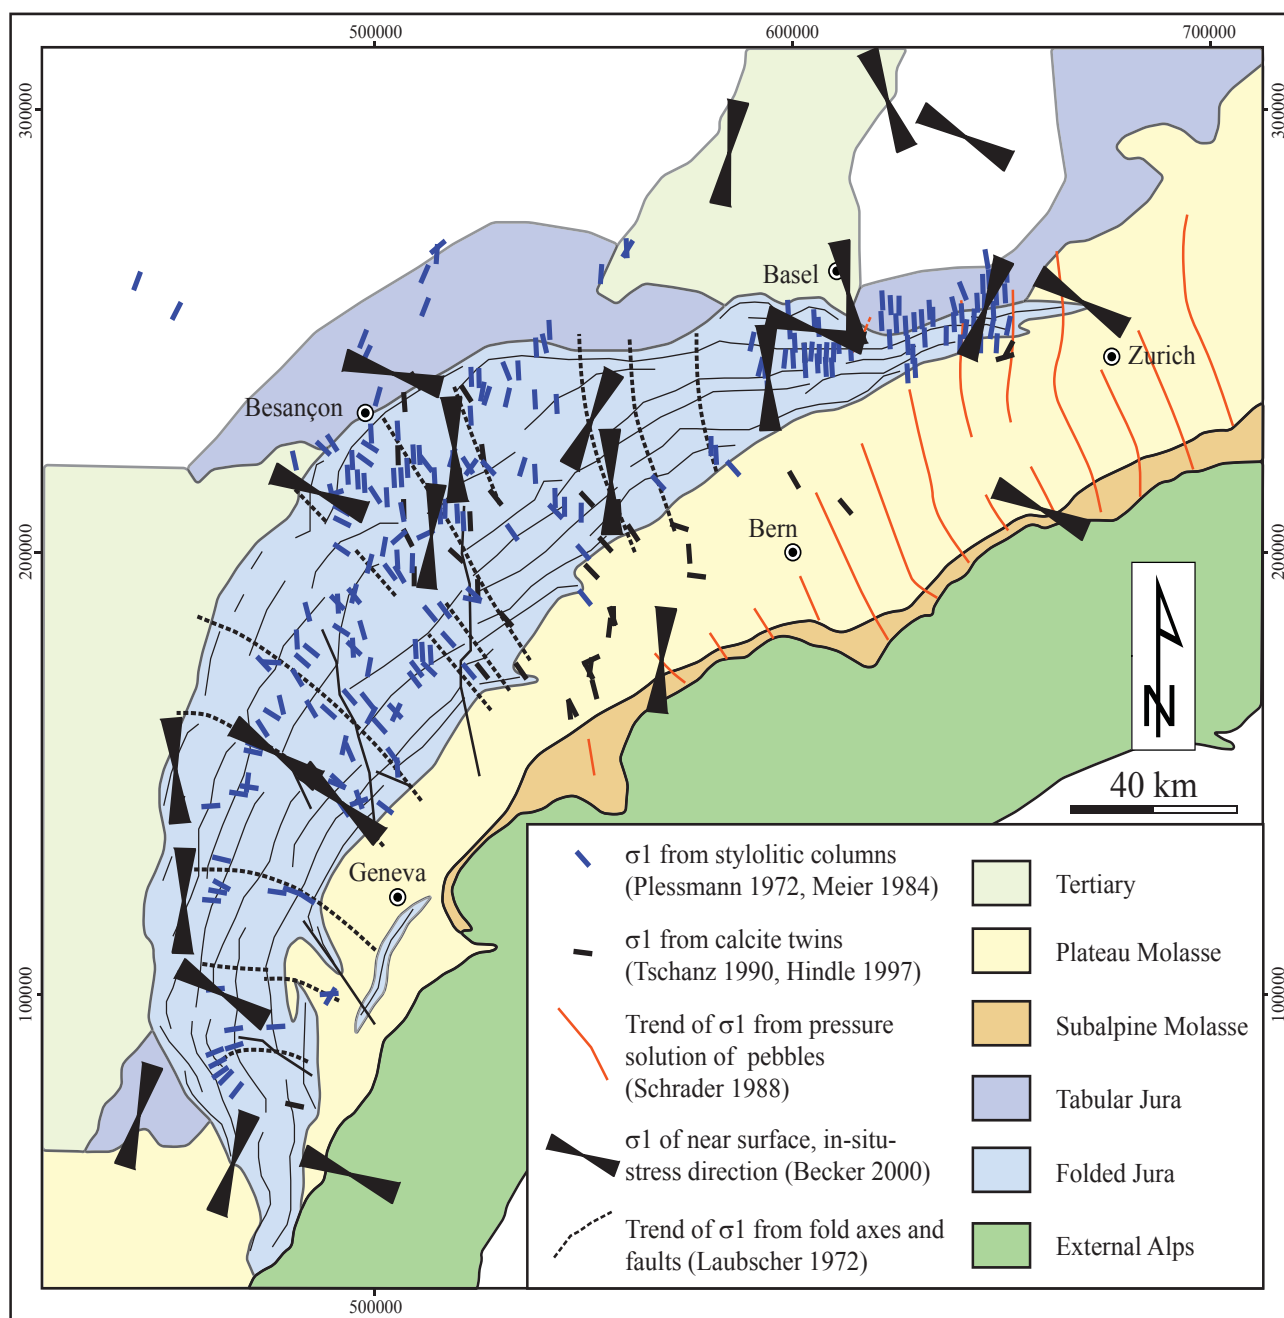 500000
600000
700000
300000
300000
Basel
Zurich
Besançon
200000
200000
Bern
N
40 km
Geneva
100000
100000
σ1 from stylolitic columns
(Plessmann 1972, Meier 1984)
σ1 from calcite twins
(Tschanz 1990, Hindle 1997)
Trend of σ1 from pressure
solution of pebbles
(Schrader 1988)
σ1 of near surface, in-situ-
stress direction (Becker 2000)
Trend of σ1 from fold axes and
faults (Laubscher 1972)
Tertiary
Plateau Molasse
Subalpine Molasse
Tabular Jura
Folded Jura
External Alps
500000